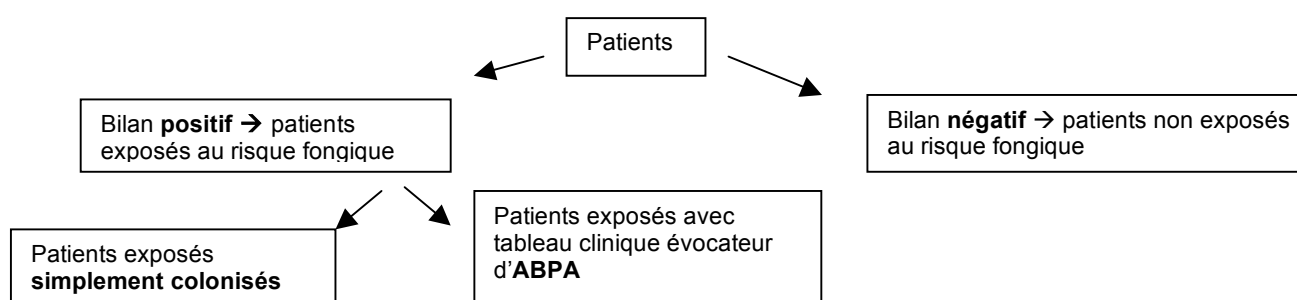 Patients
Bilan positif → patients
exposés au risque fongique
Bilan négatif → patients non exposés
au risque fongique
Patients exposés avec
tableau clinique évocateur
d'ABPA
Patients exposés
simplement colonisés